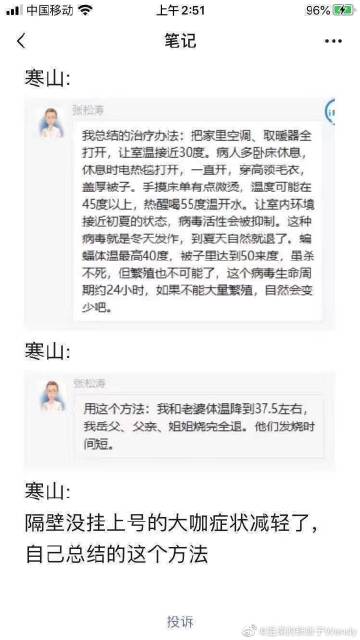 中国移动
上午2:51
96%
笔记
寒山:
张松涛
我总结的治疗办法：把家里空调、取暖器全
打开，让室温接近30度。病人多卧床休息，
休息时电热毯打开，一直开，穿高领毛衣，
盖厚被子。手摸床单有点微烫，温度可能在
45度以上，热醒喝55度温开水。让室内环境
接近初夏的状态，病毒活性会被抑制。这种
病毒就是冬天发作，到夏天自然就退了。蝙
蝠体温最高40度，被子里达到50来度，虽杀
不死，但繁殖也不可能了，这个病毒生命周
期约24小时，如果不能大量繁殖，自然会变
少吧。
寒山:
张松涛
用这个方法：我和老婆体温降到37.5左右，
我岳父、父亲、姐姐烧完全退。他们发烧时
间短。
寒山:
隔壁没挂上号的大咖症状减轻了，
自己总结的这个方法
投诉